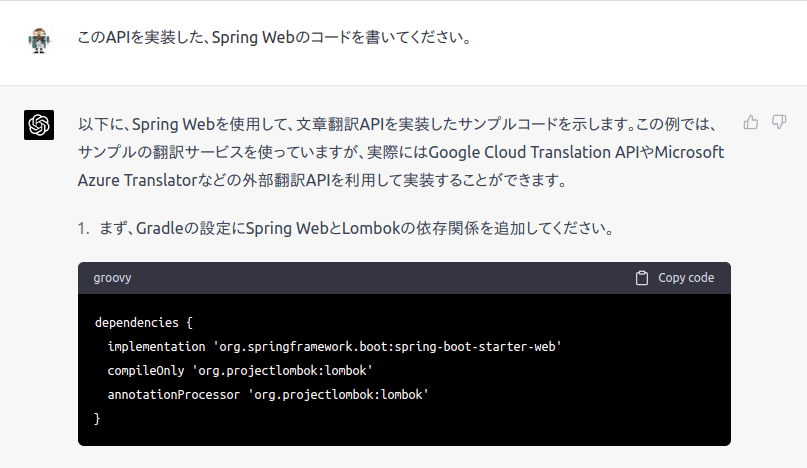 このAPIを実装した、Spring Webのコードを書いてください。
以下に、Spring Webを使用して、文章翻訳APIを実装したサンプルコードを示します。この例では、
サンプルの翻訳サービスを使っていますが、実際にはGoogle Cloud Translation APIやMicrosoft
Azure Translatorなどの外部翻訳APIを利用して実装することができます。
1. まず、Gradleの設定にSpring WebとLombokの依存関係を追加してください。
groovy Copy code
dependencies {
  implementation 'org.springframework.boot:spring-boot-starter-web'
  compileOnly 'org.projectlombok:lombok'
  annotationProcessor 'org.projectlombok:lombok'
}